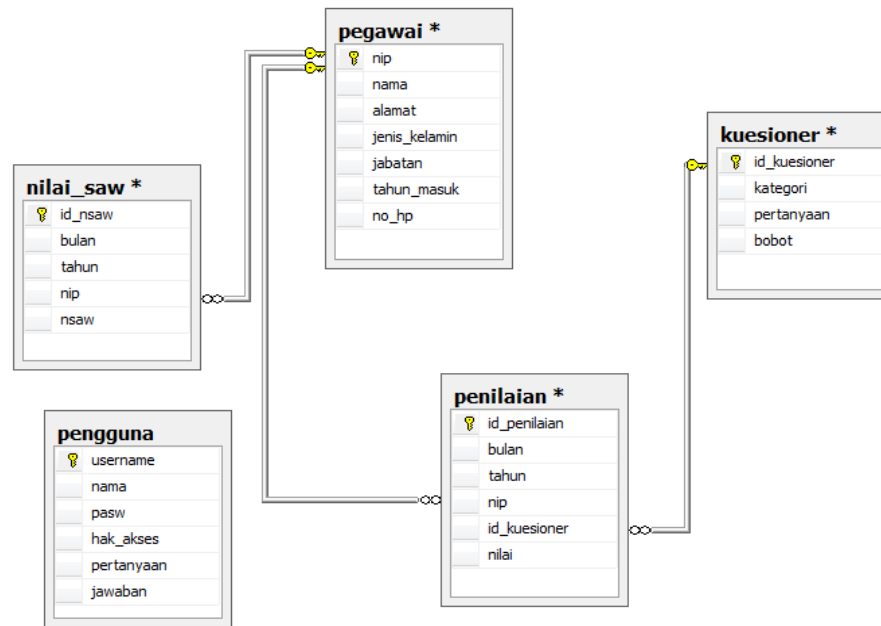 pegawai *
nip
nama
alamat
jenis_kelamin
jabatan
tahun_masuk
no_hp
kuesioner *
id_kuesioner
kategori
pertanyaan
bobot
nilai_saw *
id_nsaw
bulan
tahun
nip
nsaw
penilaian *
id_penilaian
bulan
tahun
nip
id_kuesioner
nilai
pengguna
username
nama
pasw
hak_akses
pertanyaan
jawaban